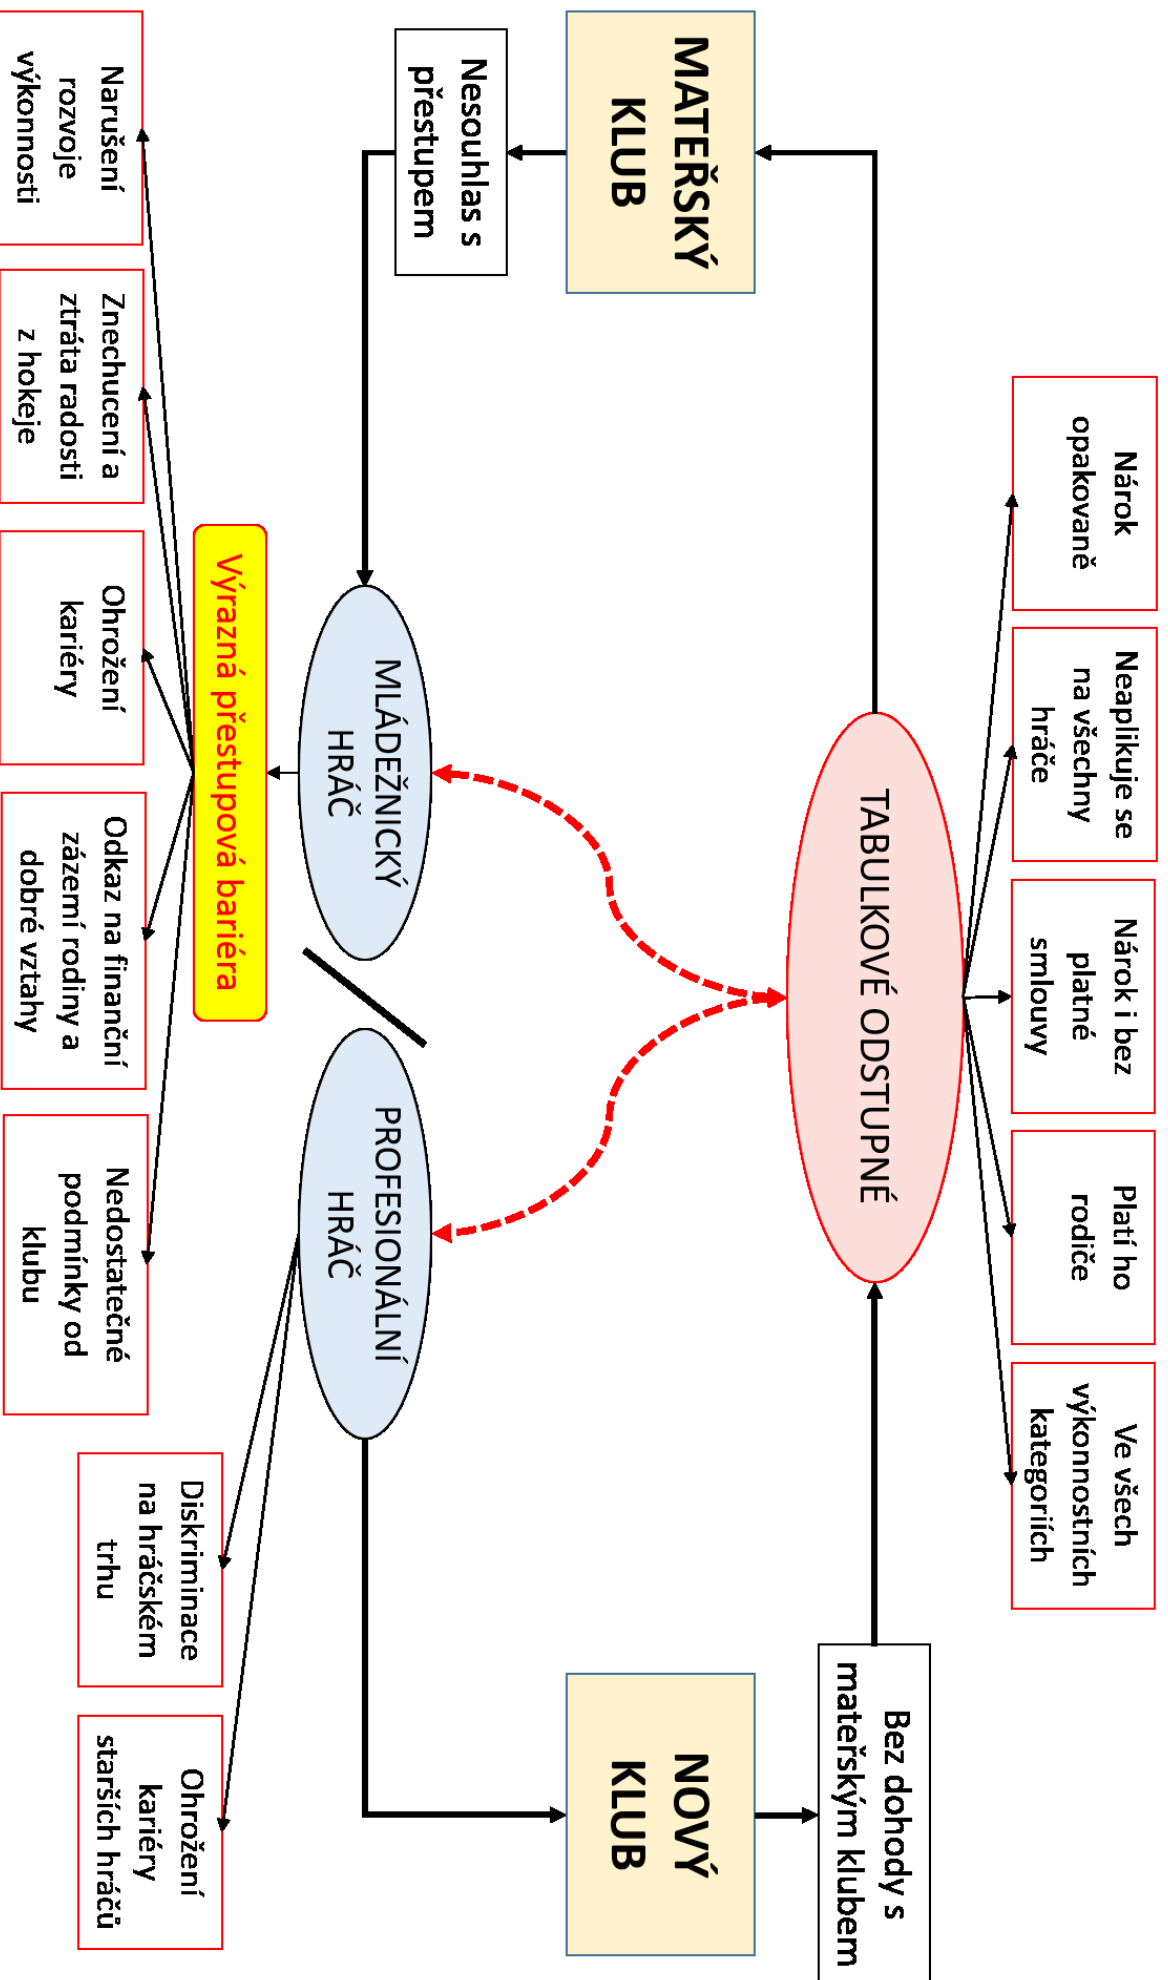 Nárok
opakovaně
Neaplikuje se
na všechny
hráče
Nárok i bez
platné
smlouvy
Platí ho
rodiče
Ve všech
výkonnostních
kategoriích
TABULKOVÉ ODSTUPNÉ
Bez dohody s
mateřským klubem
MATEŘSKÝ
KLUB
NOVÝ
KLUB
Nesouhlas s
přestupem
MLÁDEŽNICKÝ
HRÁČ
PROFESIONÁLNÍ
HRÁČ
Výrazná přestupová bariéra
Narušení
rozvoje
výkonnosti
Znechucení a
ztráta radosti
z hokeje
Ohrožení
kariéry
Odkaz na finanční
zázemí rodiny a
dobré vztahy
Nedostatečné
podmínky od
klubu
Diskriminace
na hráčském
trhu
Ohrožení
kariéry
starších hráčů